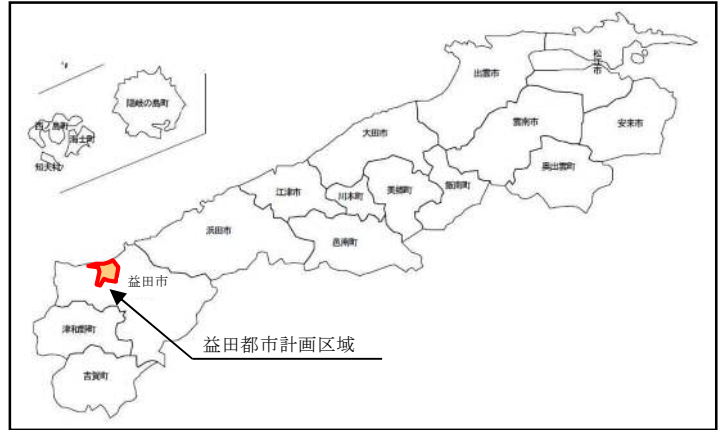 出雲市
松江市
隠岐の島町
西ノ島町
海士町
知夫村
大田市
雲南市
安来市
奥出雲町
江津市
川本町
美郷町
飯南町
浜田市
邑南町
益田市
津和野町
益田都市計画区域
吉賀町